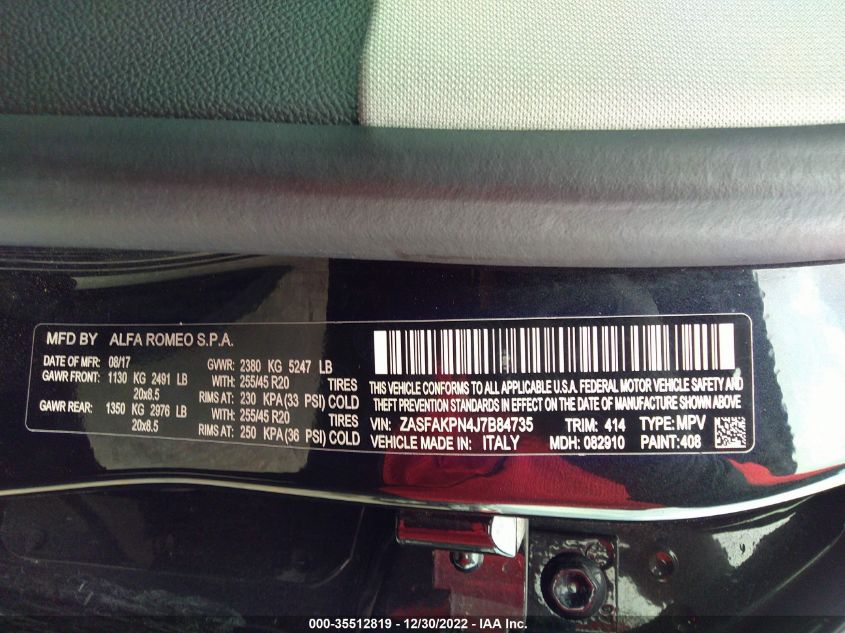 MFD BY ALFA ROMEO S.P.A.
DATE OF MFR: 08/17 GVWR: 2380 KG 5247 LB
GAWR FRONT: 1130 KG 2491 LB WITH: 255/45 R20 TIRES
20x8.5 RIMS AT: 230 KPA (33 PSI) COLD
GAWR REAR: 1350 KG 2976 LB WITH: 255/45 R20 TIRES
20x8.5 RIMS AT: 250 KPA (36 PSI) COLD
THIS VEHICLE CONFORMS TO ALL APPLICABLE U.S.A. FEDERAL MOTOR VEHICLE SAFETY AND
THEFT PREVENTION STANDARDS IN EFFECT ON THE DATE OF MANUFACTURE SHOWN ABOVE.
VIN: ZASFAKPN4J7B84735 TRIM: 414 TYPE: MPV
VEHICLE MADE IN: ITALY MDH: 082910 PAINT: 408
000-35512819 - 12/30/2022 - © IAA Inc.